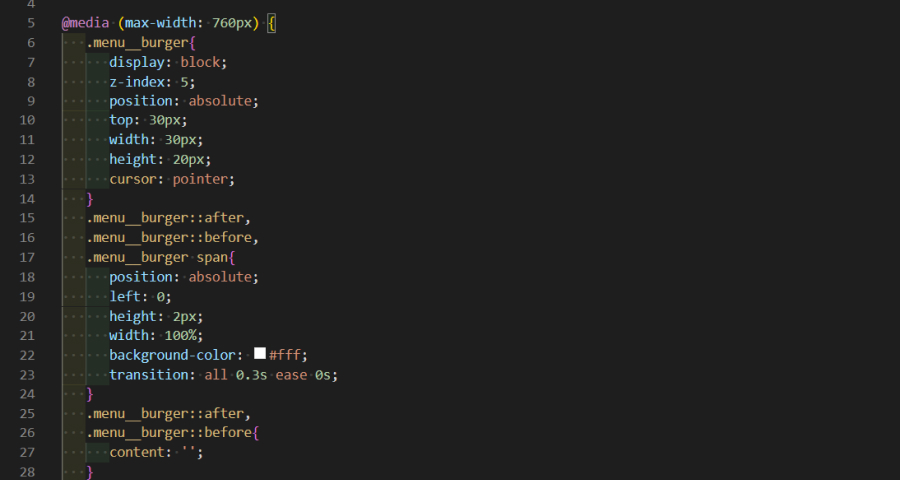 4
5 @media (max-width: 760px) {
6 .menu__burger{
7 display: block;
8 z-index: 5;
9 position: absolute;
10 top: 30px;
11 width: 30px;
12 height: 20px;
13 cursor: pointer;
14 }
15 .menu__burger::after,
16 .menu__burger::before,
17 .menu__burger span{
18 position: absolute;
19 left: 0;
20 height: 2px;
21 width: 100%;
22 background-color: #fff;
23 transition: all 0.3s ease 0s;
24 }
25 .menu__burger::after,
26 .menu__burger::before{
27 content: '';
28 }